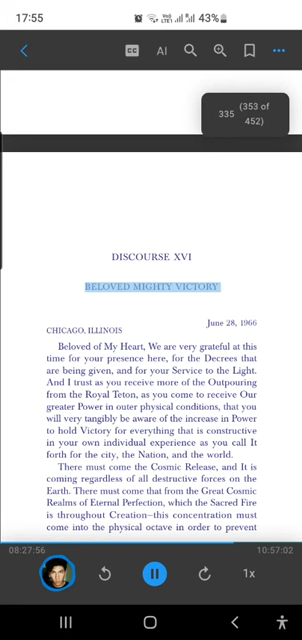 17:55
43%
CC
AI
335 (353 of
452)
DISCOURSE XVI
BELOVED MIGHTY VICTORY
June 28, 1966
CHICAGO, ILLINOIS
Beloved of My Heart, We are very grateful at this
time for your presence here, for the Decrees that
are being given, and for your Service to the Light.
And I trust as you receive more of the Outpouring
from the Royal Teton, as you come to receive Our
greater Power in outer physical conditions, that you
will very tangibly be aware of the increase in Power
to hold Victory for everything that is constructive
in your own individual experience as you call It
forth for the city, the Nation, and the world.
There must come the Cosmic Release, and It is
coming regardless of all destructive forces on the
Earth. There must come that from the Great Cosmic
Realms of Eternal Perfection, which the Sacred Fire
is throughout Creation—this concentration must
come into the physical octave in order to prevent
08:27:56
10:57:02
1x